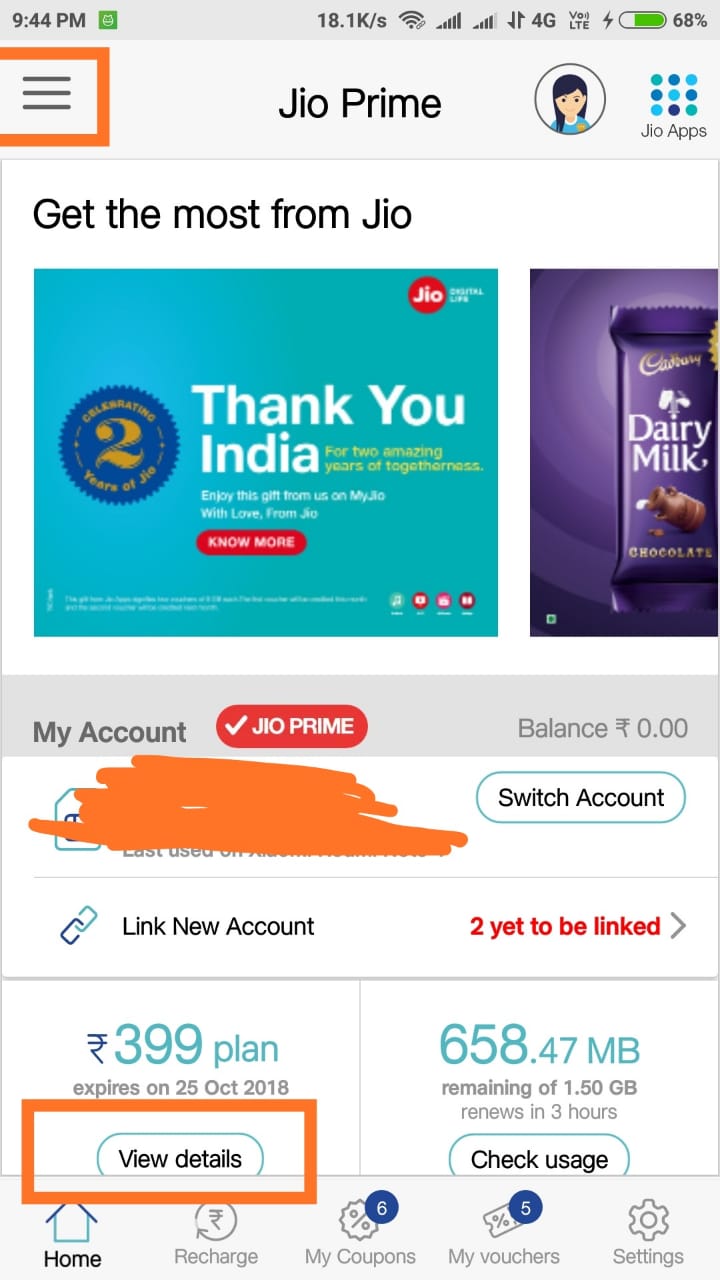 9:44 PM 18.1K/s 4G VoD LTE 68%
Jio Prime
Jio Apps
Get the most from Jio
Jio DIGITAL LIFE
CELEBRATING
2
Years of Jio
Thank You
India For two amazing
years of togetherness.
Enjoy this gift from us on MyJio
With Love, From Jio
KNOW MORE
Cadbury
Dairy
Milk
CHOCOLATE
My Account JIO PRIME Balance ₹ 0.00
Switch Account
Last used on
Link New Account 2 yet to be linked
₹399 plan
expires on 25 Oct 2018
View details
658.47 MB
remaining of 1.50 GB
renews in 3 hours
Check usage
Home Recharge 6 My Coupons 5 My vouchers Settings